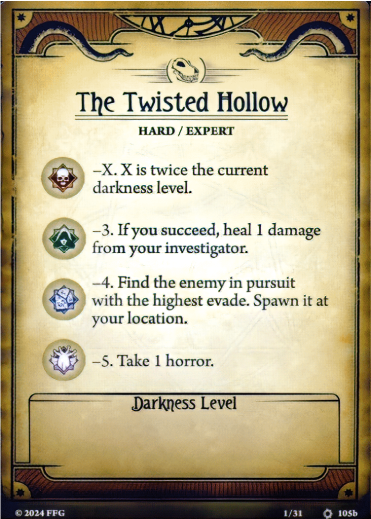 The Twisted Hollow
HARD / EXPERT
–X. X is twice the current
darkness level.
–3. If you succeed, heal 1 damage
from your investigator.
–4. Find the enemy in pursuit
with the highest evade. Spawn it at
your location.
–5. Take 1 horror.
Darkness Level
© 2024 FFG
1/31
105b